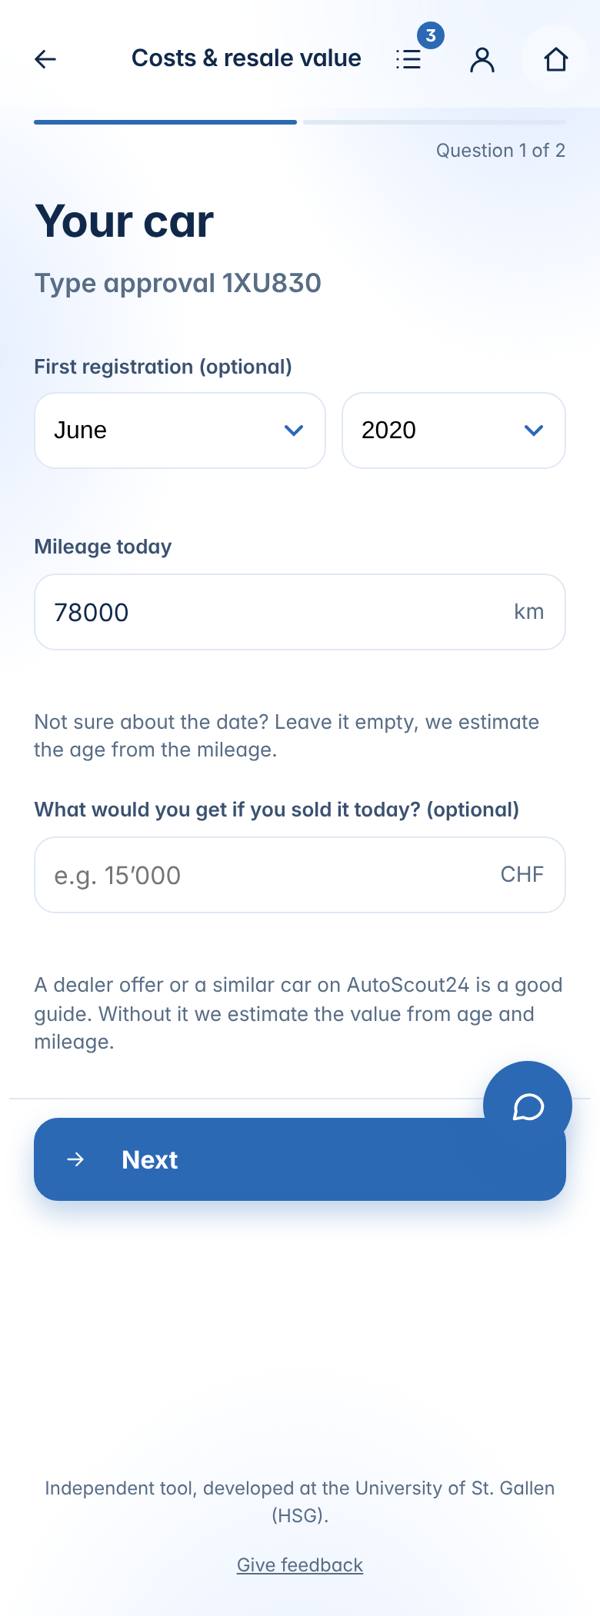 Costs & resale value
3
Question 1 of 2
Your car
Type approval 1XU830
First registration (optional)
June
2020
Mileage today
78000
km
Not sure about the date? Leave it empty, we estimate
the age from the mileage.
What would you get if you sold it today? (optional)
e.g. 15’000
CHF
A dealer offer or a similar car on AutoScout24 is a good
guide. Without it we estimate the value from age and
mileage.
Next
Independent tool, developed at the University of St. Gallen
(HSG).
Give feedback